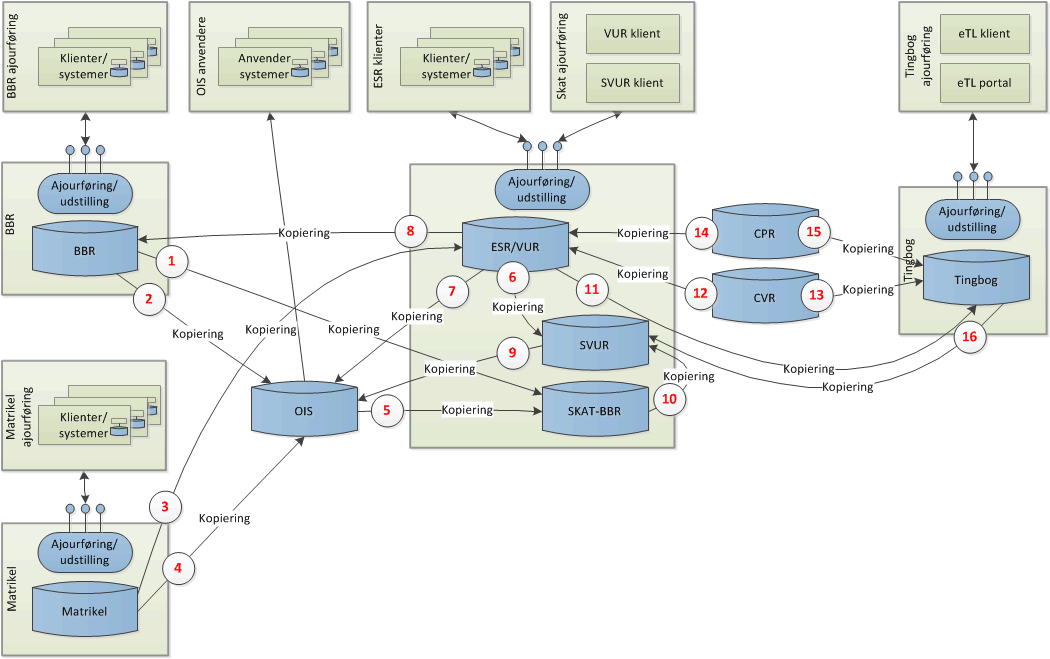 BBR ajourføring
Klienter/
systemer
OIS anvendere
Anvender
systemer
ESR klienter
Klienter/
systemer
Skat ajourføring
VUR klient
SVUR klient
Tingbog
ajourføring
eTL klient
eTL portal
BBR
Ajourføring/
udstilling
BBR
Ajourføring/
udstilling
ESR/VUR
SVUR
SKAT-BBR
CPR
CVR
Tingbog
Ajourføring/
udstilling
Tingbog
OIS
Matrikel
ajourføring
Klienter/
systemer
Matrikel
Ajourføring/
udstilling
Matrikel
1
Kopiering
2
Kopiering
3
Kopiering
4
Kopiering
5
Kopiering
6
Kopiering
7
Kopiering
8
Kopiering
9
Kopiering
10
Kopiering
11
Kopiering
12
Kopiering
13
Kopiering
14
Kopiering
15
Kopiering
16
Kopiering